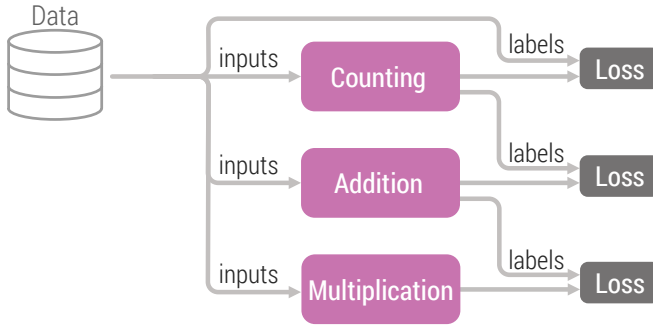 Data
labels
inputs
Counting
Loss
labels
inputs
Addition
Loss
labels
inputs
Multiplication
Loss